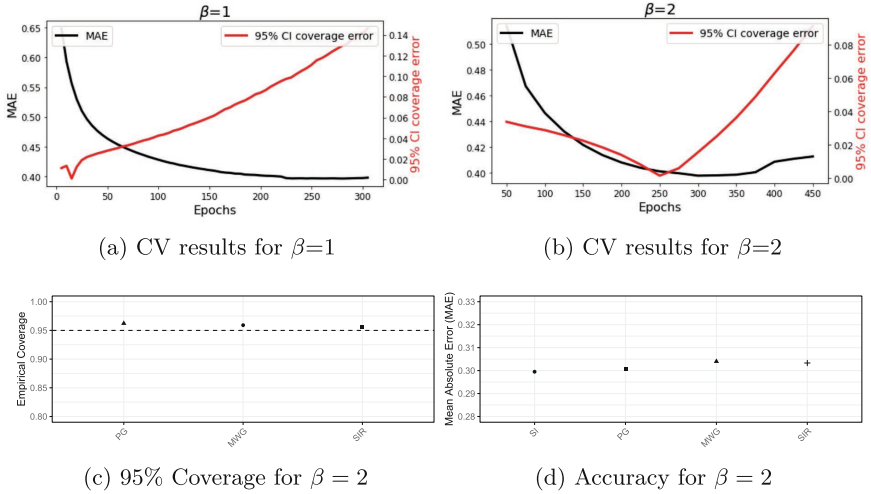 β=1
MAE
95% CI coverage error
0.65
0.60
0.55
0.50
0.45
0.40
MAE
0.14
0.12
0.10
0.08
0.06
0.04
0.02
0.00
95% CI coverage error
0 50 100 150 200 250 300
Epochs
(a) CV results for β=1
β=2
MAE
95% CI coverage error
0.50
0.48
0.46
0.44
0.42
0.40
MAE
0.08
0.06
0.04
0.02
0.00
95% CI coverage error
50 100 150 200 250 300 350 400 450
Epochs
(b) CV results for β=2
1.00
0.95
0.90
0.85
0.80
Empirical Coverage
PG MWG SIR
(c) 95% Coverage for β = 2
0.33
0.32
0.31
0.30
0.29
0.28
Mean Absolute Error (MAE)
SI PG MWG SIR
(d) Accuracy for β = 2